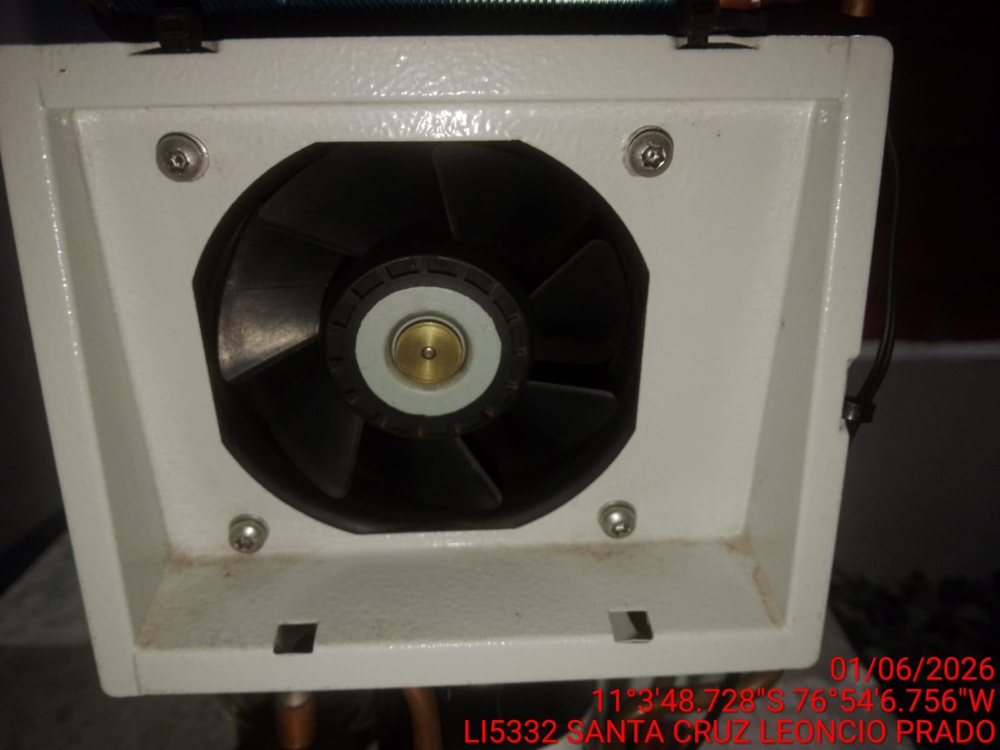 01/06/2026
11°3'48.728"S 76°54'6.756"W
LI5332 SANTA CRUZ LEONCIO PRADO